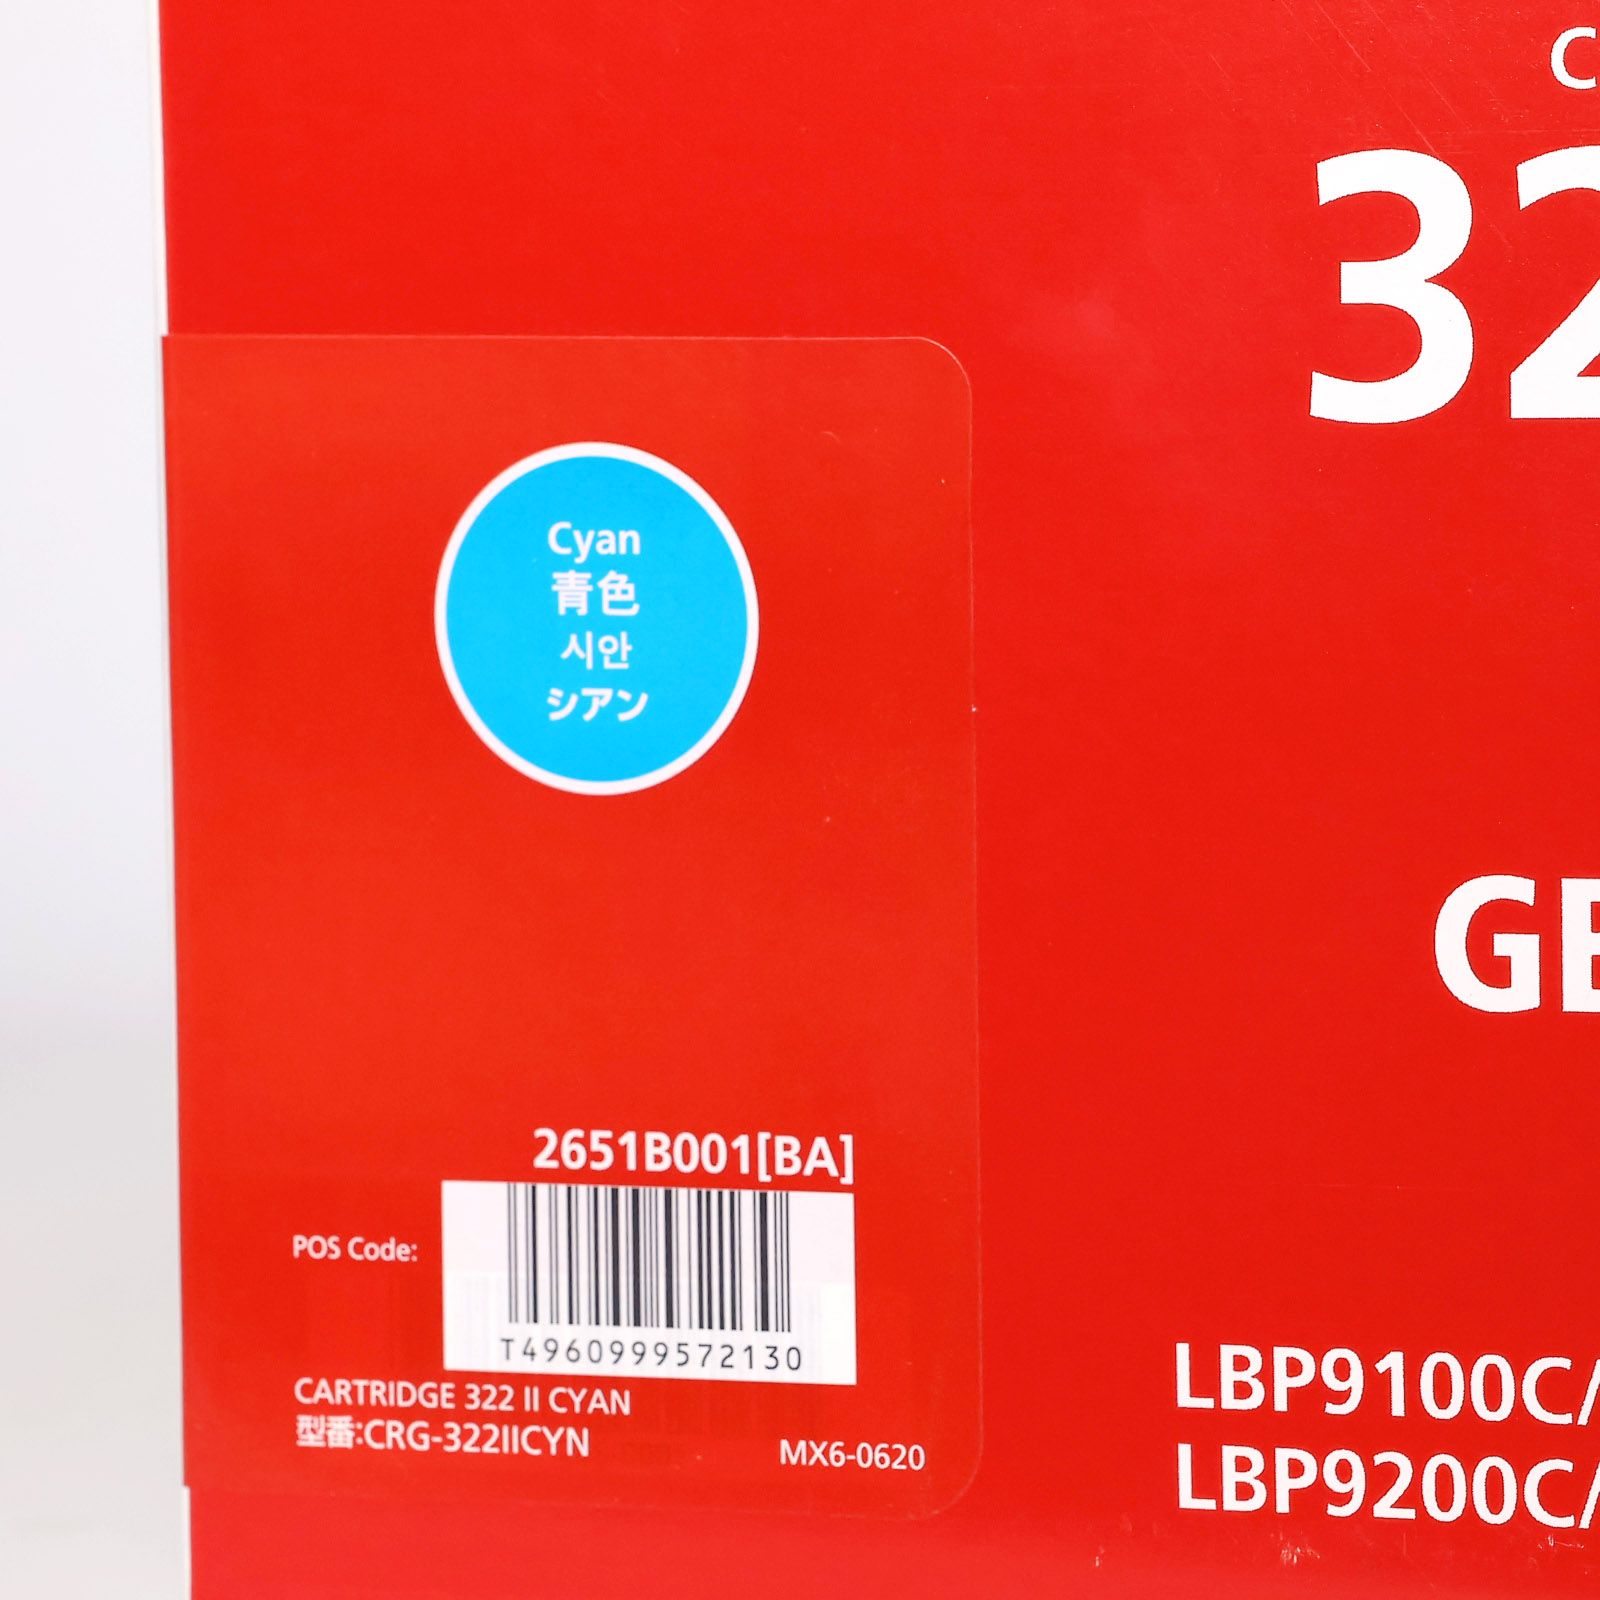 Cyan
青色
시안
シアン
2651B001[BA]
POS Code:
T4960999572130
CARTRIDGE 322 II CYAN
型番:CRG-322IICYN
MX6-0620
C
32
GE
LBP9100C/
LBP9200C/